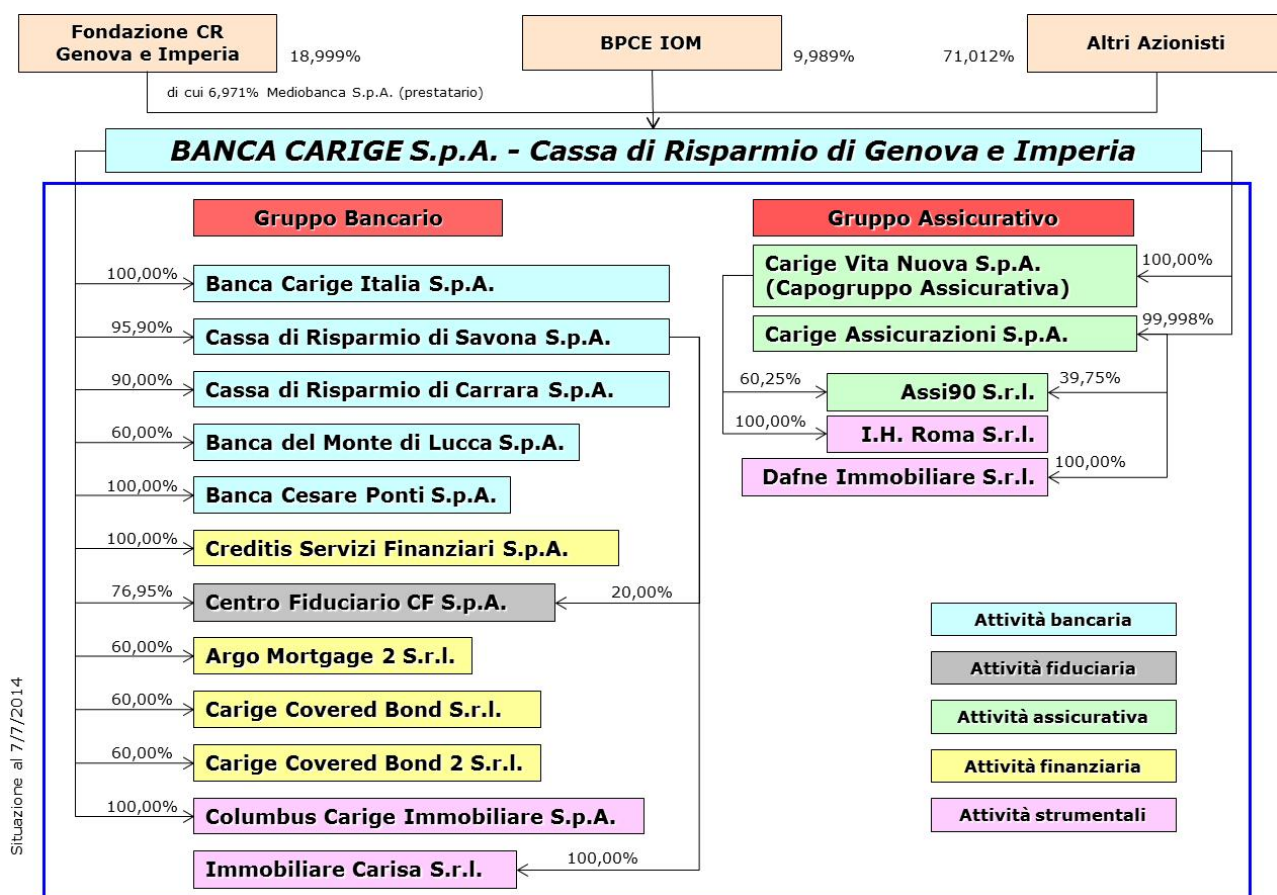 Fondazione CR
Genova e Imperia
18,999%
BPCE IOM
9,989%
71,012%
Altri Azionisti
di cui 6,971% Mediobanca S.p.A. (prestatario)
BANCA CARIGE S.p.A. - Cassa di Risparmio di Genova e Imperia
Gruppo Bancario
100,00%
Banca Carige Italia S.p.A.
95,90%
Cassa di Risparmio di Savona S.p.A.
90,00%
Cassa di Risparmio di Carrara S.p.A.
60,00%
Banca del Monte di Lucca S.p.A.
100,00%
Banca Cesare Ponti S.p.A.
100,00%
Creditis Servizi Finanziari S.p.A.
76,95%
Centro Fiduciario CF S.p.A.
20,00%
60,00%
Argo Mortgage 2 S.r.l.
60,00%
Carige Covered Bond S.r.l.
60,00%
Carige Covered Bond 2 S.r.l.
100,00%
Columbus Carige Immobiliare S.p.A.
Immobiliare Carisa S.r.l.
100,00%
Gruppo Assicurativo
Carige Vita Nuova S.p.A.
(Capogruppo Assicurativa)
100,00%
Carige Assicurazioni S.p.A.
99,998%
60,25%
Assi90 S.r.l.
39,75%
100,00%
I.H. Roma S.r.l.
Dafne Immobiliare S.r.l.
100,00%
Attività bancaria
Attività fiduciaria
Attività assicurativa
Attività finanziaria
Attività strumentali
Situazione al 7/7/2014